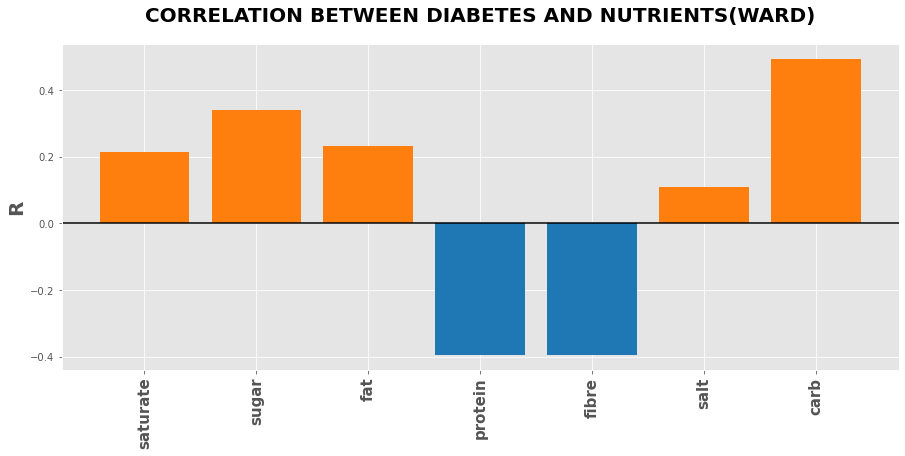 CORRELATION BETWEEN DIABETES AND NUTRIENTS(WARD)
R
0.4
0.2
0.0
−0.2
−0.4
saturate
sugar
fat
protein
fibre
salt
carb